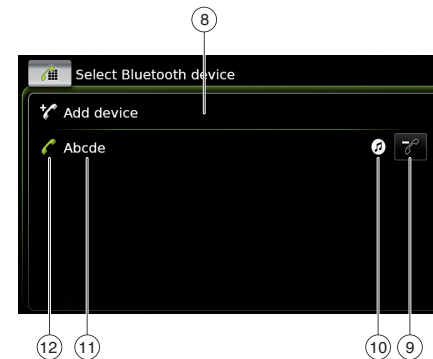 8
Select Bluetooth device
Add device
Abcde
12 11 10 9